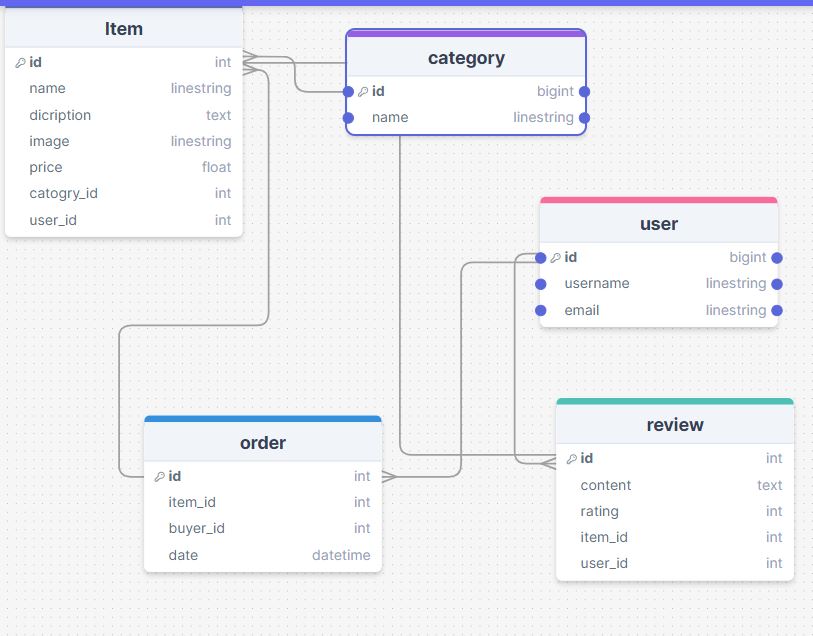 Item
id int
name linestring
dicription text
image linestring
price float
catogry_id int
user_id int
category
id bigint
name linestring
user
id bigint
username linestring
email linestring
order
id int
item_id int
buyer_id int
date datetime
review
id int
content text
rating int
item_id int
user_id int